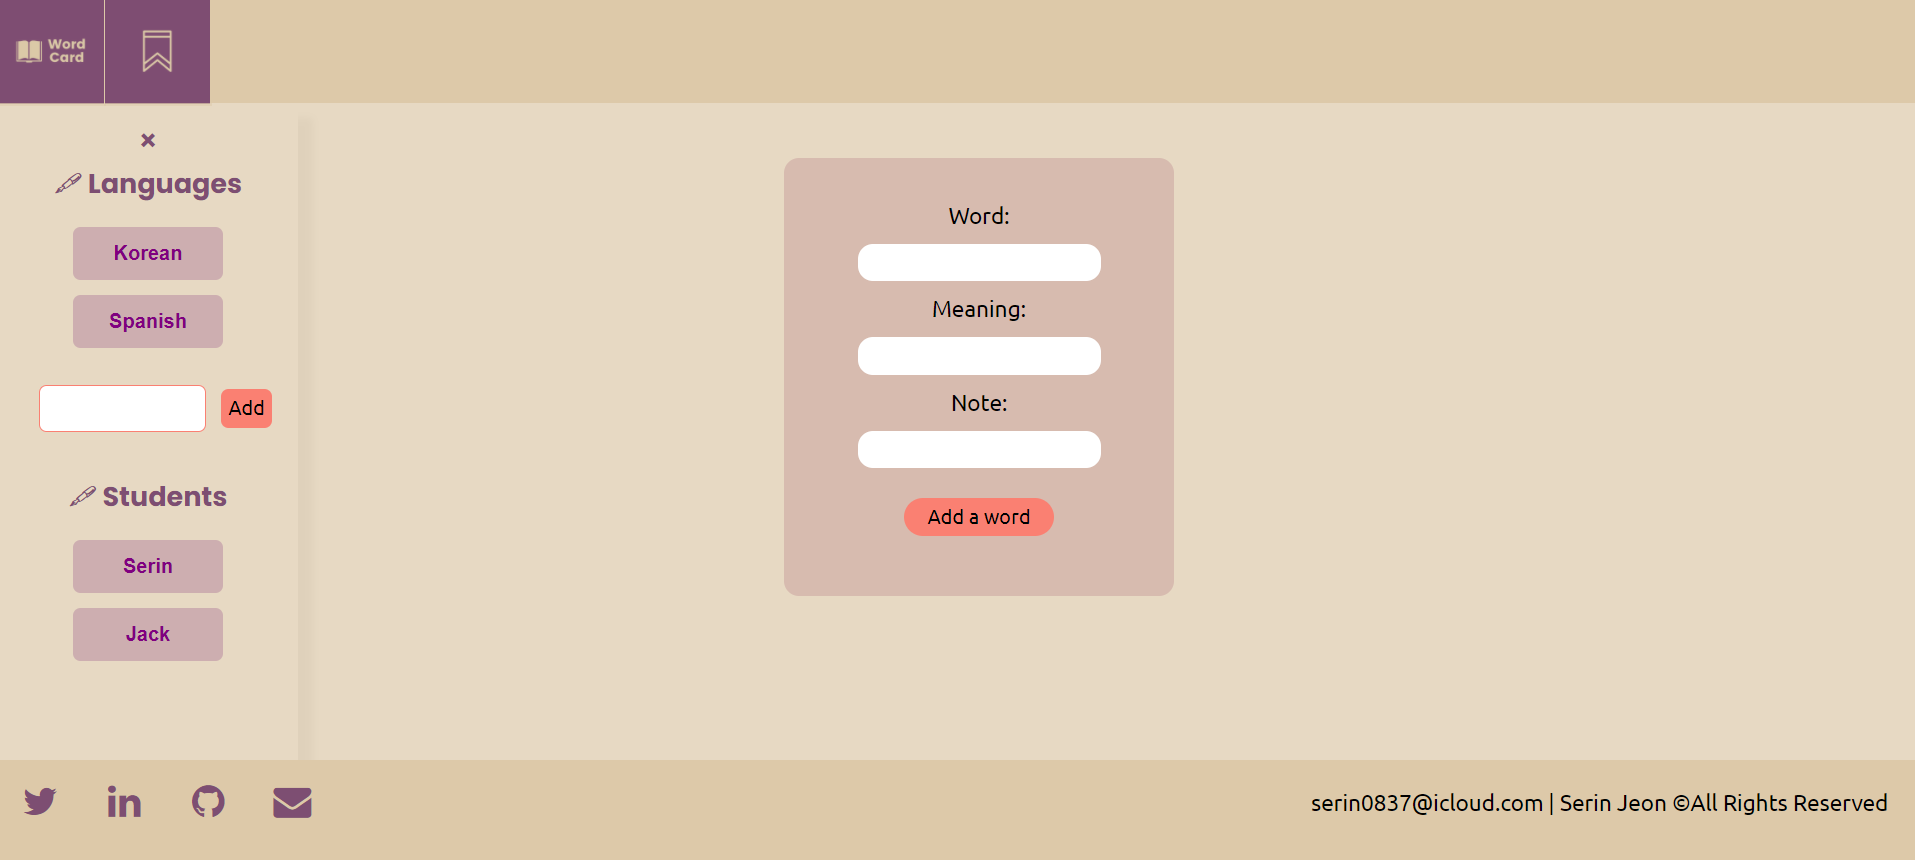 Word
Card
×
Languages
Korean
Spanish
Add
Students
Serin
Jack
Word:
Meaning:
Note:
Add a word
serin0837@icloud.com | Serin Jeon ©All Rights Reserved